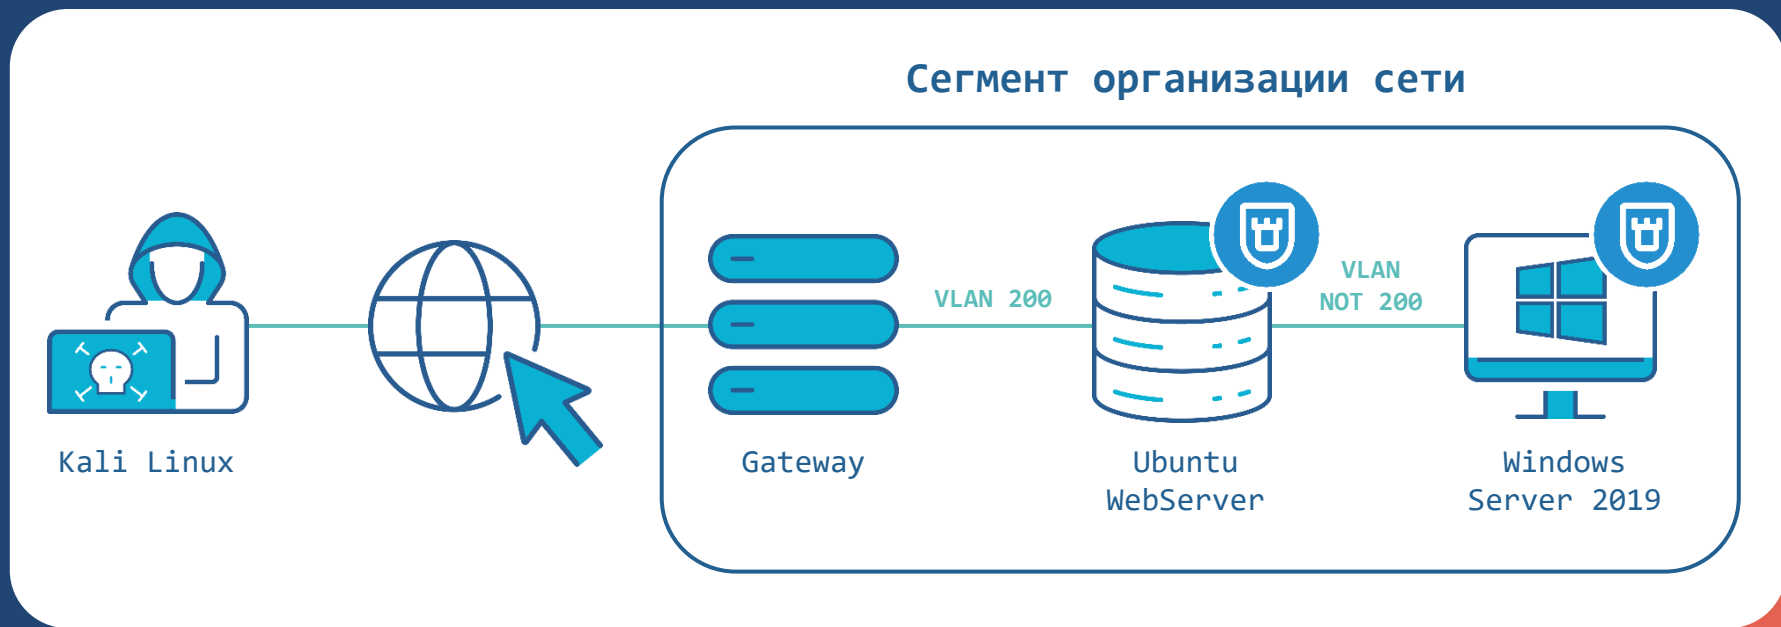 Сегмент организации сети
VLAN 200
VLAN
NOT 200
Kali Linux
Gateway
Ubuntu
WebServer
Windows
Server 2019